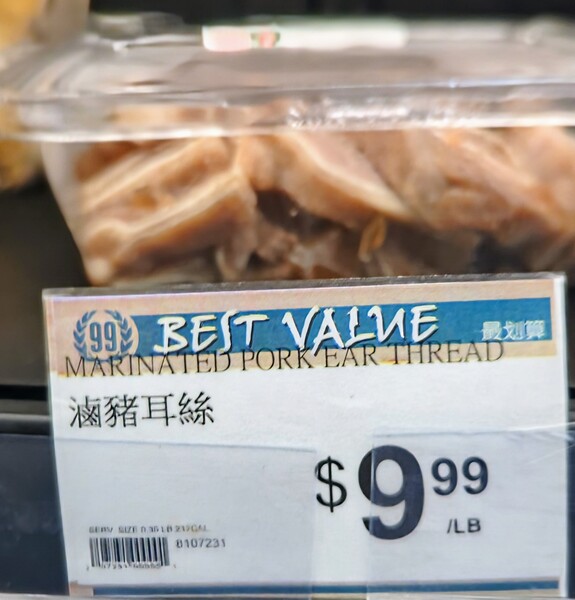 99 BEST VALUE 最划算
MARINATED PORK EAR THREAD
滷豬耳絲
$9.99
/LB
8107231